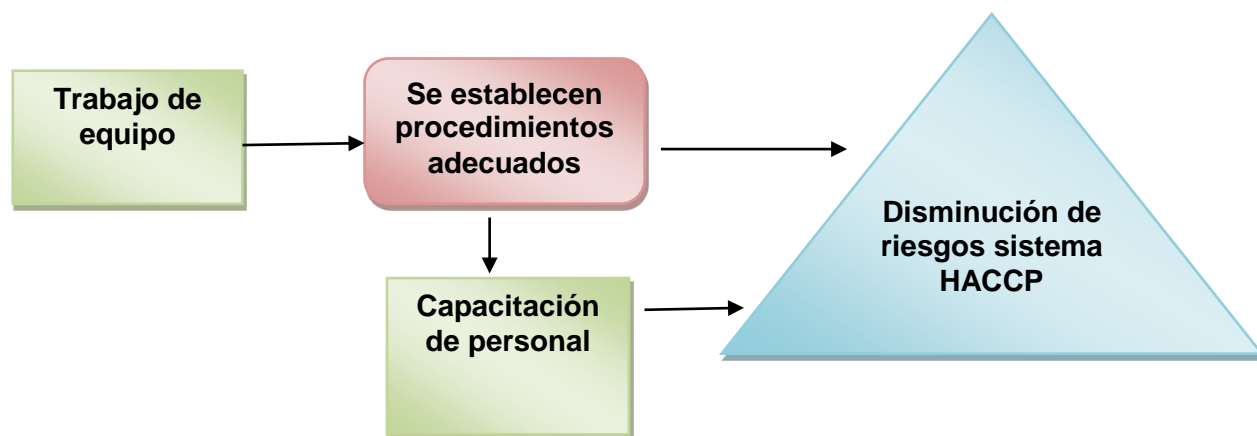 Trabajo de
equipo
Se establecen
procedimientos
adecuados
Capacitación
de personal
Disminución de
riesgos sistema
HACCP